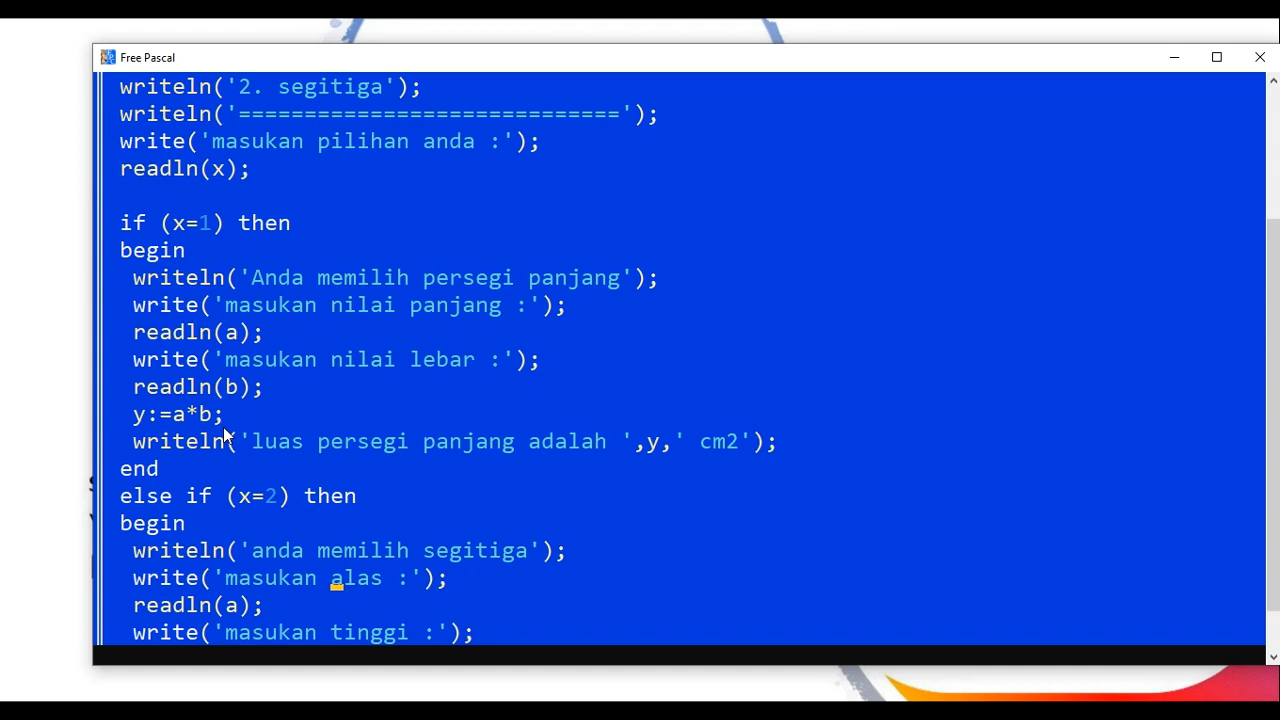 Free Pascal
writeln('2. segitiga');
writeln('=============================');
write('masukan pilihan anda :');
readln(x);
if (x=1) then
begin
writeln('Anda memilih persegi panjang');
write('masukan nilai panjang :');
readln(a);
write('masukan nilai lebar :');
readln(b);
y:=a*b;
writeln('luas persegi panjang adalah ',y,' cm2');
end
else if (x=2) then
begin
writeln('anda memilih segitiga');
write('masukan alas :');
readln(a);
write('masukan tinggi :');